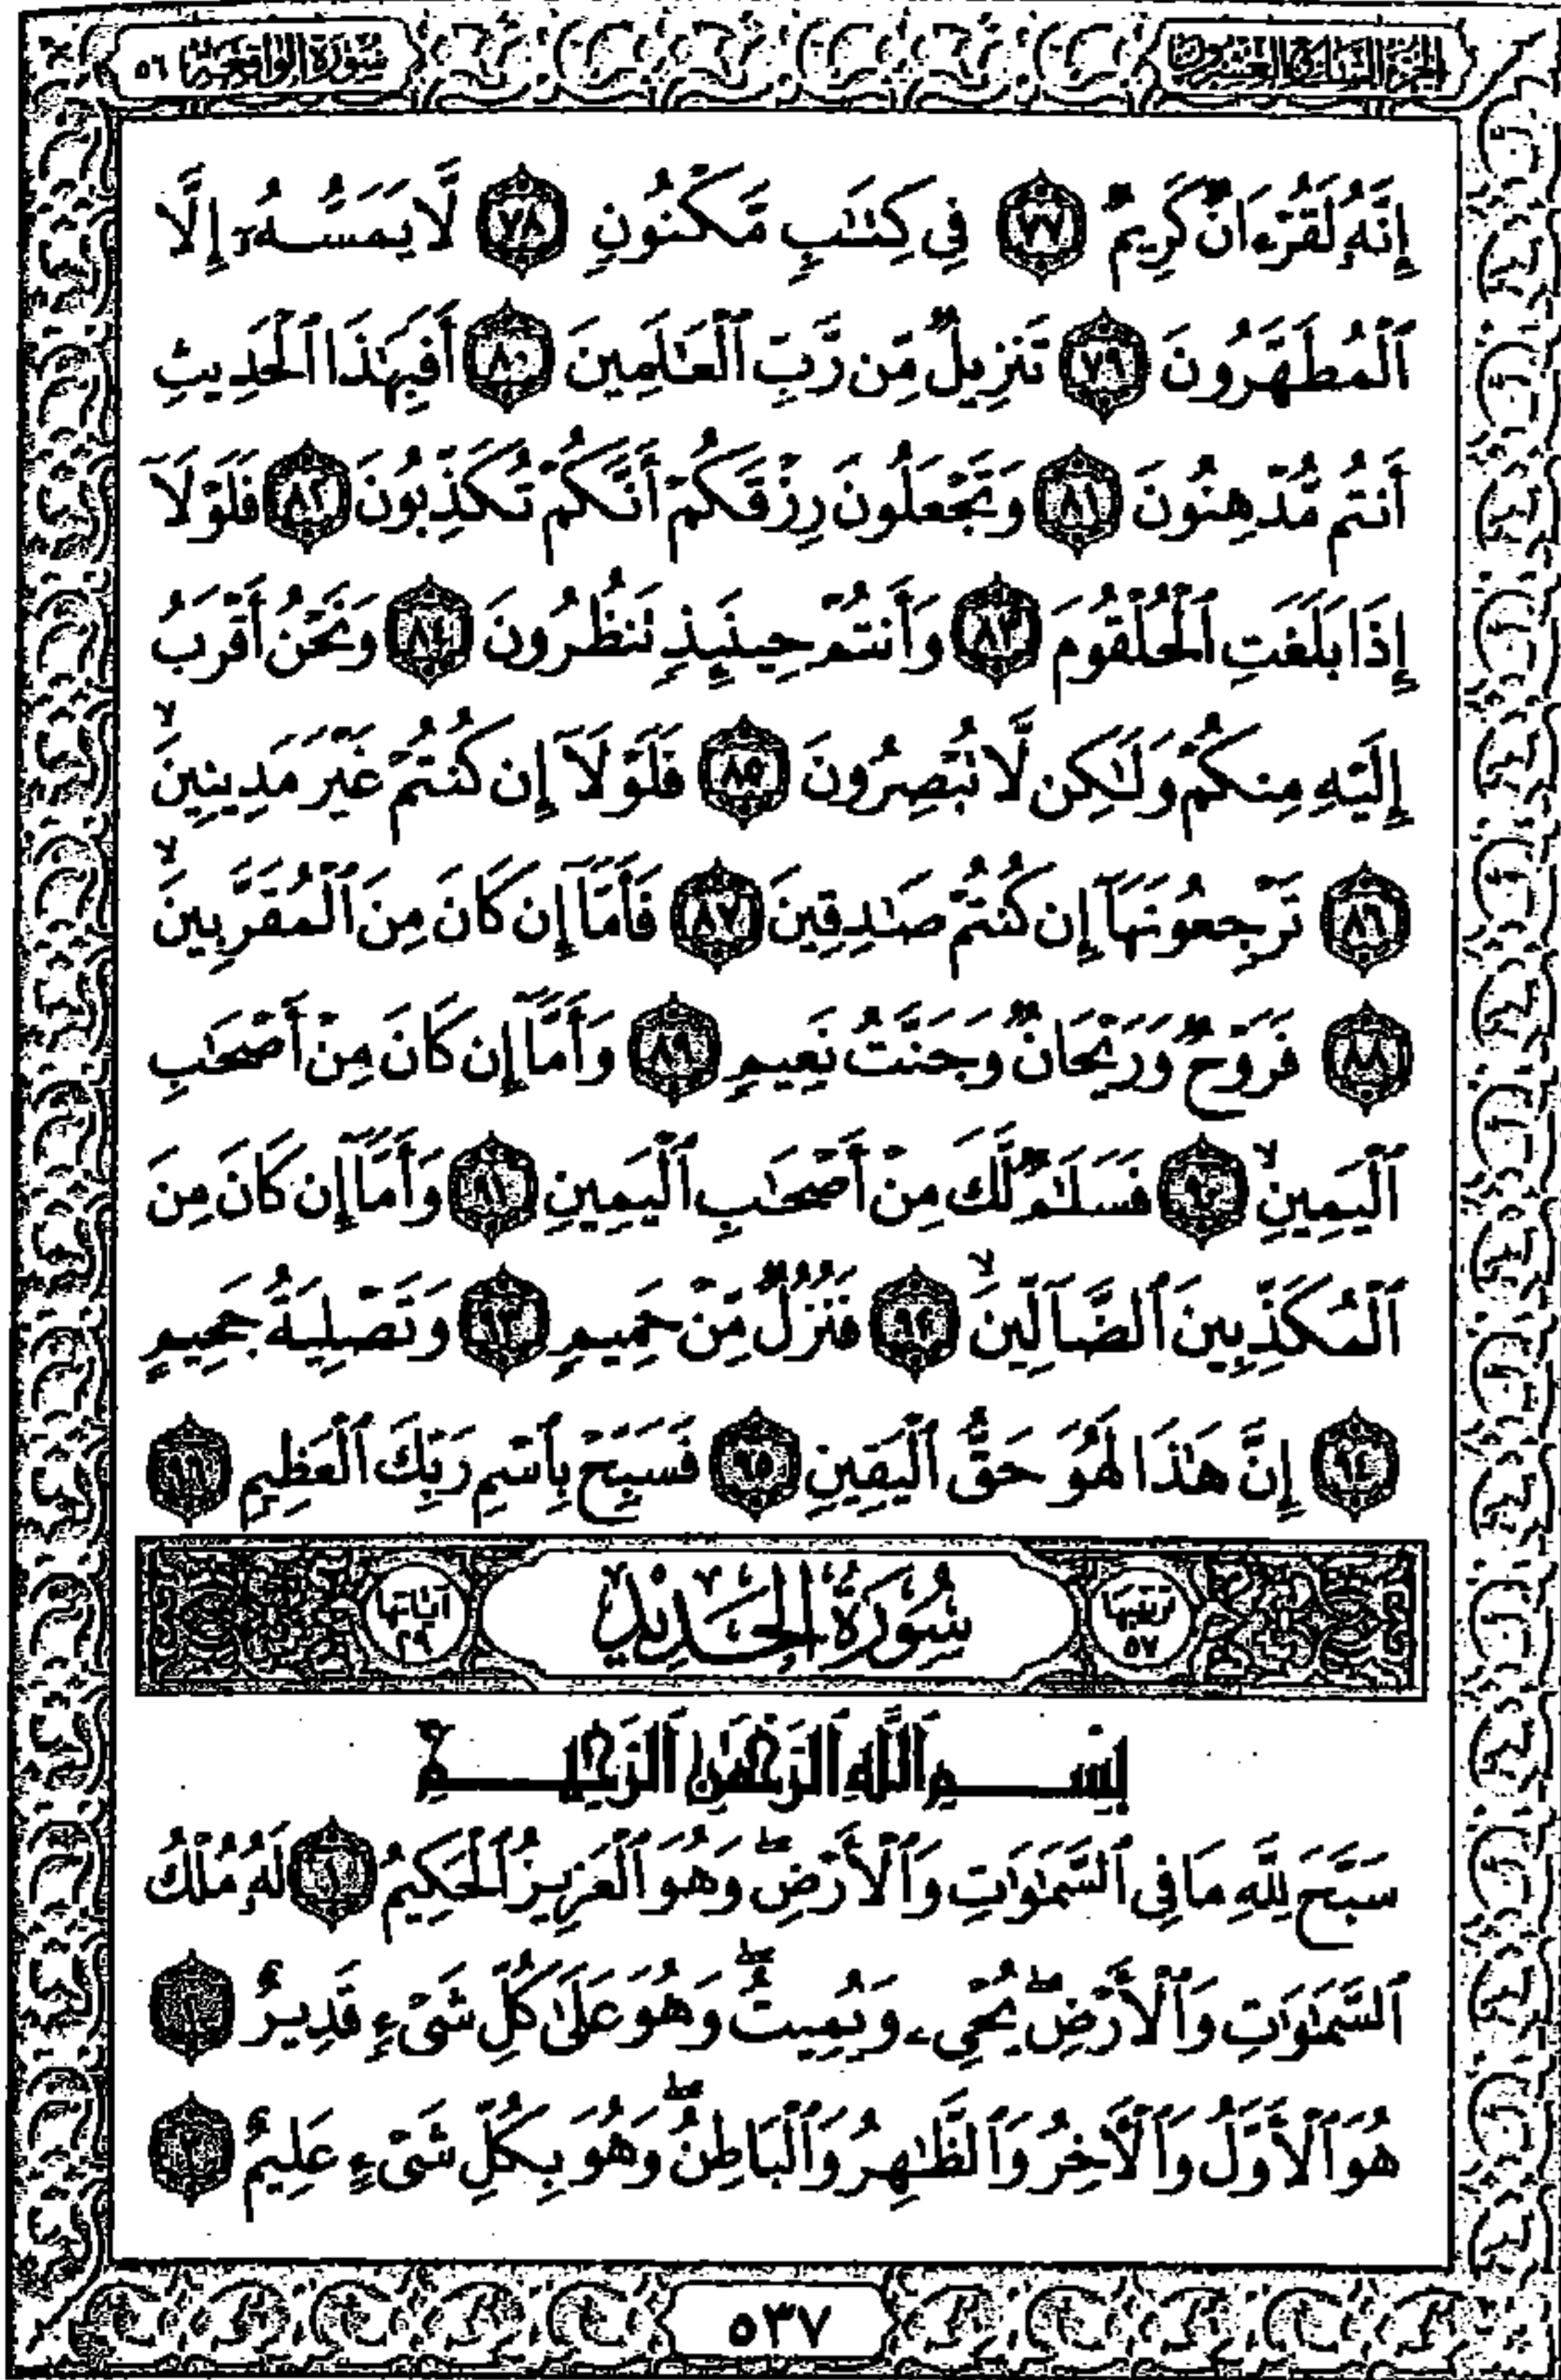 الجزء السابع والعشرون
سورة الواقعة ٥٦
إِنَّهُۥ لَقُرْءَانٌ كَرِيمٌ ٧٧ فِى كِتَٰبٍ مَّكْنُونٍ ٧٨ لَّا يَمَسُّهُۥٓ إِلَّا
ٱلْمُطَهَّرُونَ ٧٩ تَنزِيلٌ مِّن رَّبِّ ٱلْعَٰلَمِينَ ٨٠ أَفَبِهَٰذَا ٱلْحَدِيثِ
أَنتُم مُّدْهِنُونَ ٨١ وَتَجْعَلُونَ رِزْقَكُمْ أَنَّكُمْ تُكَذِّبُونَ ٨٢ فَلَوْلَآ
إِذَا بَلَغَتِ ٱلْحُلْقُومَ ٨٣ وَأَنتُمْ حِينَئِذٍ تَنظُرُونَ ٨٤ وَنَحْنُ أَقْرَبُ
إِلَيْهِ مِنكُمْ وَلَٰكِن لَّا تُبْصِرُونَ ٨٥ فَلَوْلَآ إِن كُنتُمْ غَيْرَ مَدِينِينَ ۙ
٨٦ تَرْجِعُونَهَآ إِن كُنتُمْ صَٰدِقِينَ ٨٧ فَأَمَّآ إِن كَانَ مِنَ ٱلْمُقَرَّبِينَ ۙ
٨٨ فَرَوْحٌ وَرَيْحَانٌ وَجَنَّتُ نَعِيمٍ ٨٩ وَأَمَّآ إِن كَانَ مِنْ أَصْحَٰبِ
ٱلْيَمِينِ ۙ ٩٠ فَسَلَٰمٌ لَّكَ مِنْ أَصْحَٰبِ ٱلْيَمِينِ ٩١ وَأَمَّآ إِن كَانَ مِنَ
ٱلْمُكَذِّبِينَ ٱلضَّآلِّينَ ۙ ٩٢ فَنُزُلٌ مِّنْ حَمِيمٍ ٩٣ وَتَصْلِيَةُ جَحِيمٍ
٩٤ إِنَّ هَٰذَا لَهُوَ حَقُّ ٱلْيَقِينِ ٩٥ فَسَبِّحْ بِٱسْمِ رَبِّكَ ٱلْعَظِيمِ ٩٦
ترتيبها ٥٧
سُورَةُ الحَدِيدِ
آياتها ٢٩
بِسْمِ ٱللَّهِ ٱلرَّحْمَٰنِ ٱلرَّحِيمِ
سَبَّحَ لِلَّهِ مَا فِى ٱلسَّمَٰوَٰتِ وَٱلْأَرْضِ ۖ وَهُوَ ٱلْعَزِيزُ ٱلْحَكِيمُ ١ لَهُۥ مُلْكُ
ٱلسَّمَٰوَٰتِ وَٱلْأَرْضِ ۖ يُحْىِۦ وَيُمِيتُ ۖ وَهُوَ عَلَىٰ كُلِّ شَىْءٍ قَدِيرٌ ٢
هُوَ ٱلْأَوَّلُ وَٱلْءَاخِرُ وَٱلظَّٰهِرُ وَٱلْبَاطِنُ ۖ وَهُوَ بِكُلِّ شَىْءٍ عَلِيمٌ ٣
٥٣٧